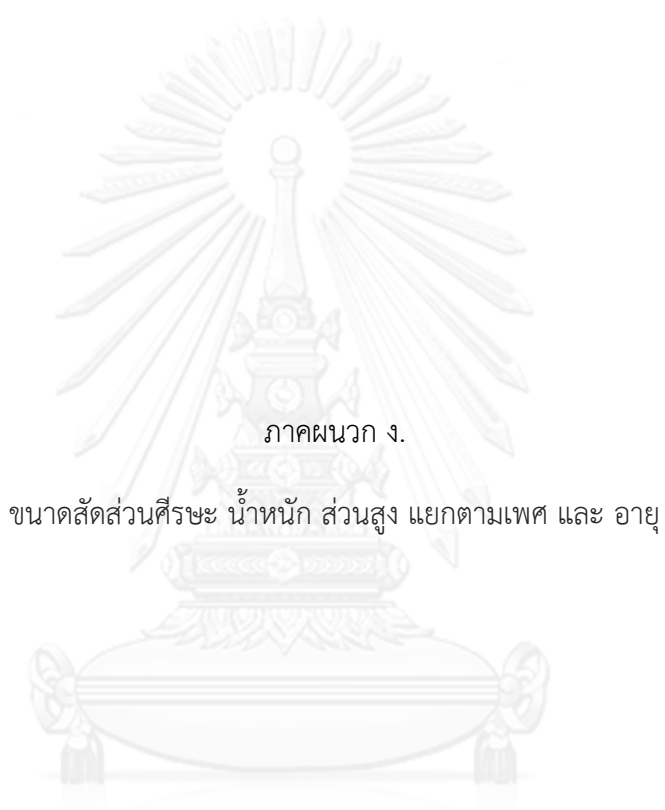 ภาคผนวก ง.
ขนาดสัดส่วนศีรษะ น้ำหนัก ส่วนสูง แยกตามเพศ และ อายุ